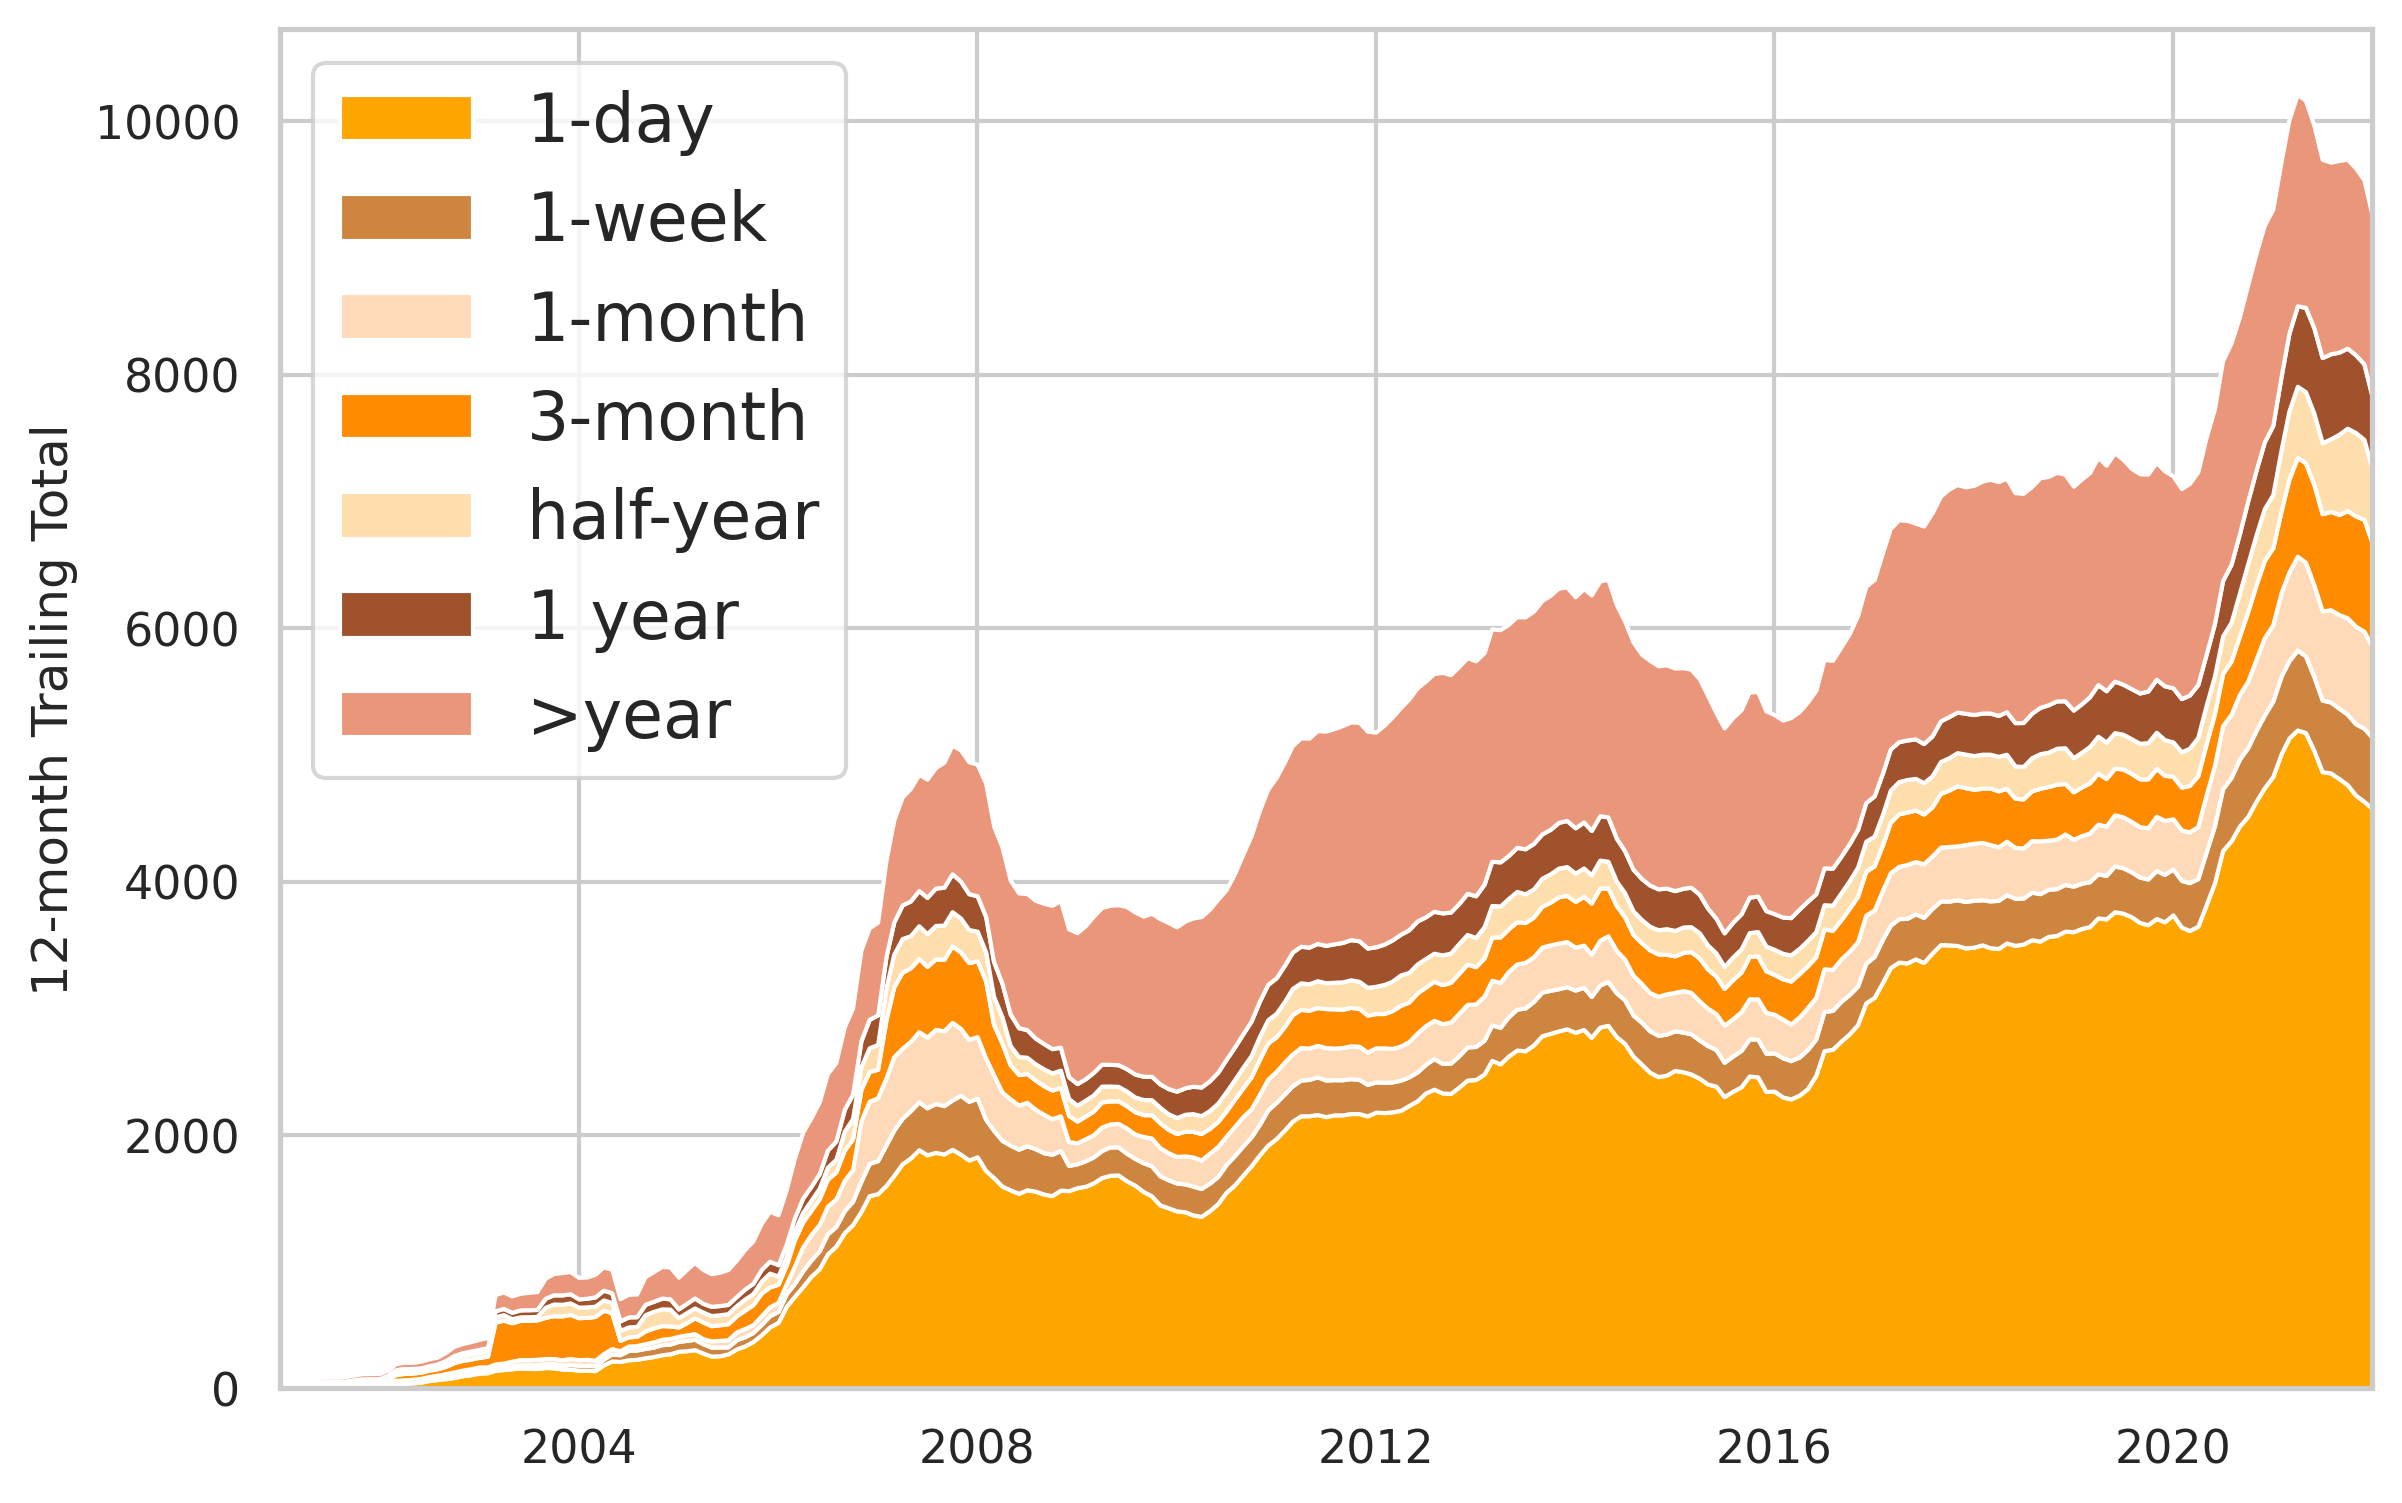 12-month Trailing Total
10000
8000
6000
4000
2000
0
1-day
1-week
1-month
3-month
half-year
1 year
>year
2004 2008 2012 2016 2020